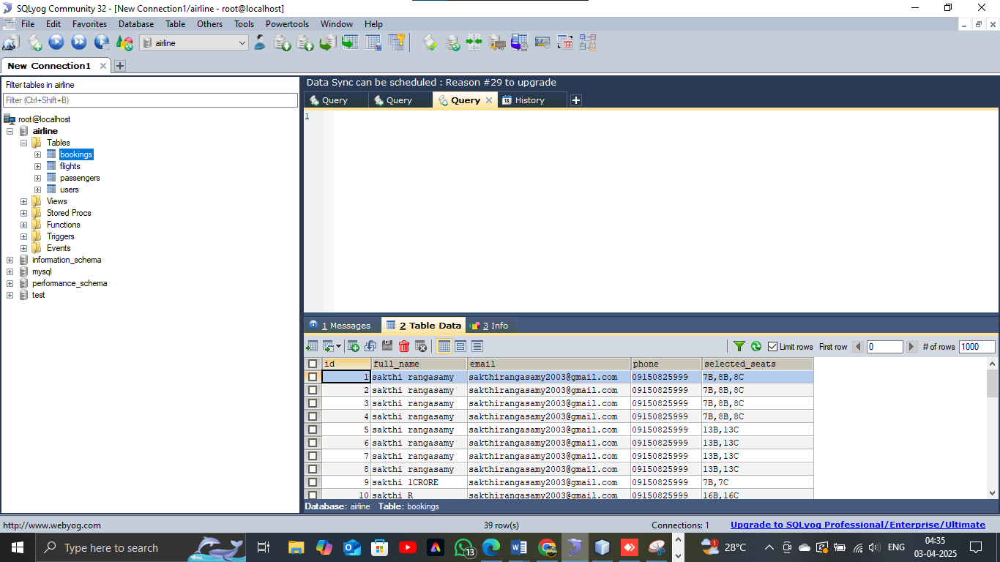 SQLyog Community 32 - [New Connection1/airline - root@localhost]
File Edit Favorites Database Table Others Tools Powertools Window Help
airline
New Connection1
Filter tables in airline
Filter (Ctrl+Shift+B)
root@localhost
airline
Tables
bookings
flights
passengers
users
Views
Stored Procs
Functions
Triggers
Events
information_schema
mysql
performance_schema
test
Data Sync can be scheduled : Reason #29 to upgrade
Query Query Query History
1
1 Messages 2 Table Data 3 Info
Limit rows First row 0 # of rows 1000
id full_name email phone selected_seats
1 sakthi rangasamy sakthirangasamy2003@gmail.com 09150825999 7B,8B,8C
2 sakthi rangasamy sakthirangasamy2003@gmail.com 09150825999 7B,8B,8C
3 sakthi rangasamy sakthirangasamy2003@gmail.com 09150825999 7B,8B,8C
4 sakthi rangasamy sakthirangasamy2003@gmail.com 09150825999 7B,8B,8C
5 sakthi rangasamy sakthirangasamy2003@gmail.com 09150825999 13B,13C
6 sakthi rangasamy sakthirangasamy2003@gmail.com 09150825999 13B,13C
7 sakthi rangasamy sakthirangasamy2003@gmail.com 09150825999 13B,13C
8 sakthi rangasamy sakthirangasamy2003@gmail.com 09150825999 13B,13C
9 sakthi 1CRORE sakthirangasamy2003@gmail.com 09150825999 7B,7C
10 sakthi R sakthirangasamy2003@gmail.com 09150825999 16B,16C
Database: airline Table: bookings
http://www.webyog.com 39 row(s) Connections: 1 Upgrade to SQLyog Professional/Enterprise/Ultimate
Type here to search 13 1 28°C ENG 04:35
03-04-2025